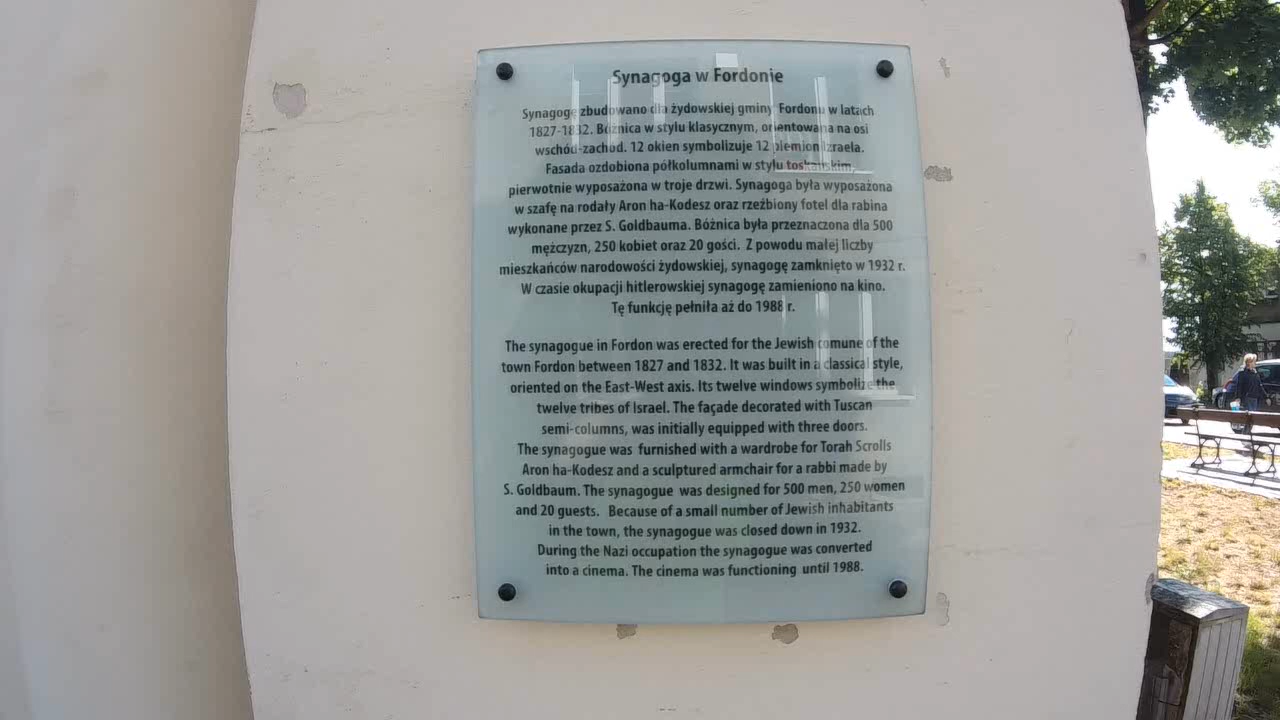 Synagoga w Fordonie
Synagogę zbudowano dla żydowskiej gminy Fordonu w latach
1827-1832. Bóżnica w stylu klasycznym, orientowana na osi
wschód-zachod. 12 okien symbolizuje 12 plemion Izraela.
Fasada ozdobiona półkolumnami w stylu toskańskim,
pierwotnie wyposażona w troje drzwi. Synagoga była wyposażona
w szafę na rodały Aron ha-Kodesz oraz rzeźbiony fotel dla rabina
wykonane przez S. Goldbauma. Bóżnica była przeznaczona dla 500
mężczyzn, 250 kobiet oraz 20 gości. Z powodu małej liczby
mieszkańców narodowości żydowskiej, synagogę zamknięto w 1932 r.
W czasie okupacji hitlerowskiej synagogę zamieniono na kino.
Tę funkcję pełniła aż do 1988 r.
The synagogue in Fordon was erected for the Jewish comune of the
town Fordon between 1827 and 1832. It was built in a classical style,
oriented on the East-West axis. Its twelve windows symbolize the
twelve tribes of Israel. The façade decorated with Tuscan
semi-columns, was initially equipped with three doors.
The synagogue was furnished with a wardrobe for Torah Scrolls
Aron ha-Kodesz and a sculptured armchair for a rabbi made by
S. Goldbaum. The synagogue was designed for 500 men, 250 women
and 20 guests. Because of a small number of Jewish inhabitants
in the town, the synagogue was closed down in 1932.
During the Nazi occupation the synagogue was converted
into a cinema. The cinema was functioning until 1988.